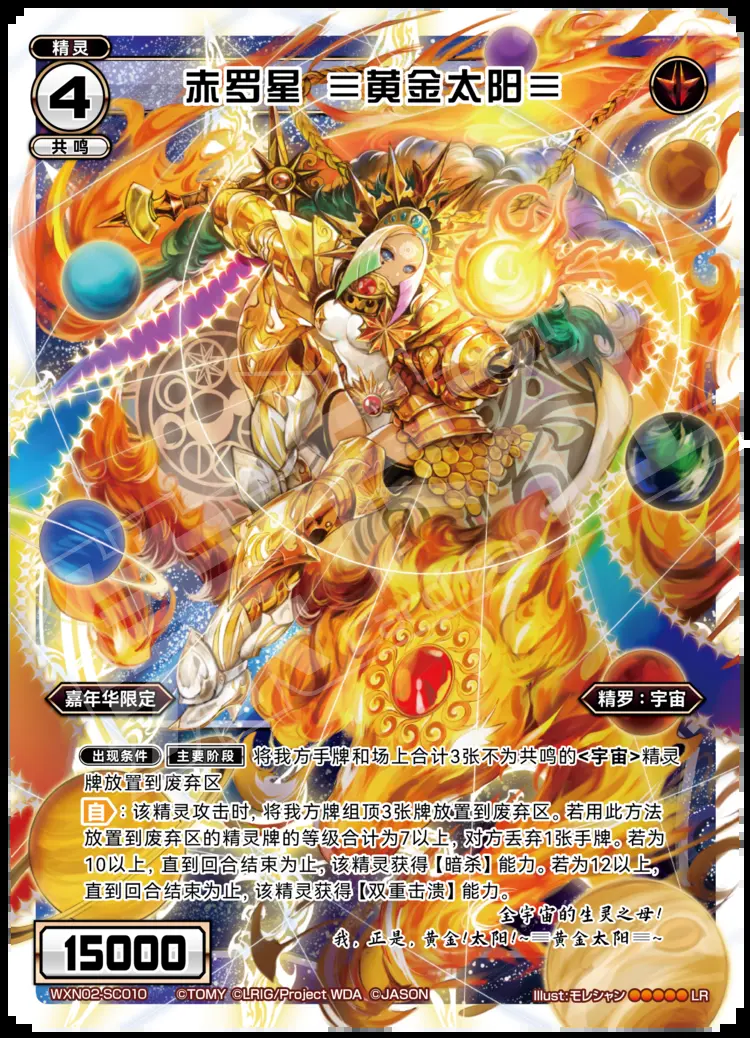 精灵
4
赤罗星 ≡黄金太阳≡
共鸣
嘉年华限定
精罗：宇宙
出现条件 主要阶段 将我方手牌和场上合计3张不为共鸣的<宇宙>精灵
牌放置到废弃区
自：该精灵攻击时，将我方牌组顶3张牌放置到废弃区。若用此方法
放置到废弃区的精灵牌的等级合计为7以上，对方丢弃1张手牌。若为
10以上，直到回合结束为止，该精灵获得【暗杀】能力。若为12以上，
直到回合结束为止，该精灵获得【双重击溃】能力。
全宇宙的生灵之母！
我，正是，黄金！太阳！～≡黄金太阳≡～
15000
WXN02-SC010 ©TOMY ©LRIG/Project WDA ©JASON
Illust:モレシャン LR